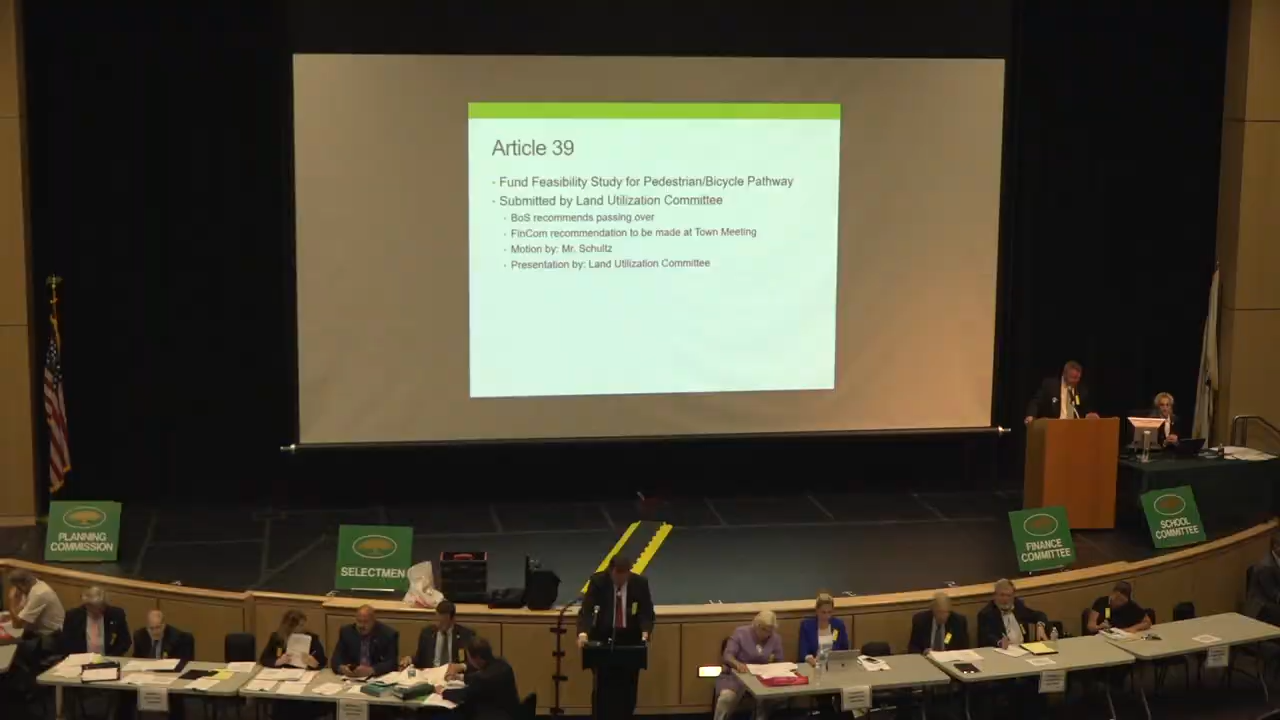 Article 39
- Fund Feasibility Study for Pedestrian/Bicycle Pathway
- Submitted by Land Utilization Committee
- BoS recommends passing over
- FinCom recommendation to be made at Town Meeting
- Motion by: Mr. Schultz
- Presentation by: Land Utilization Committee
PLANNING
COMMISSION
SELECTMEN
FINANCE
COMMITTEE
SCHOOL
COMMITTEE